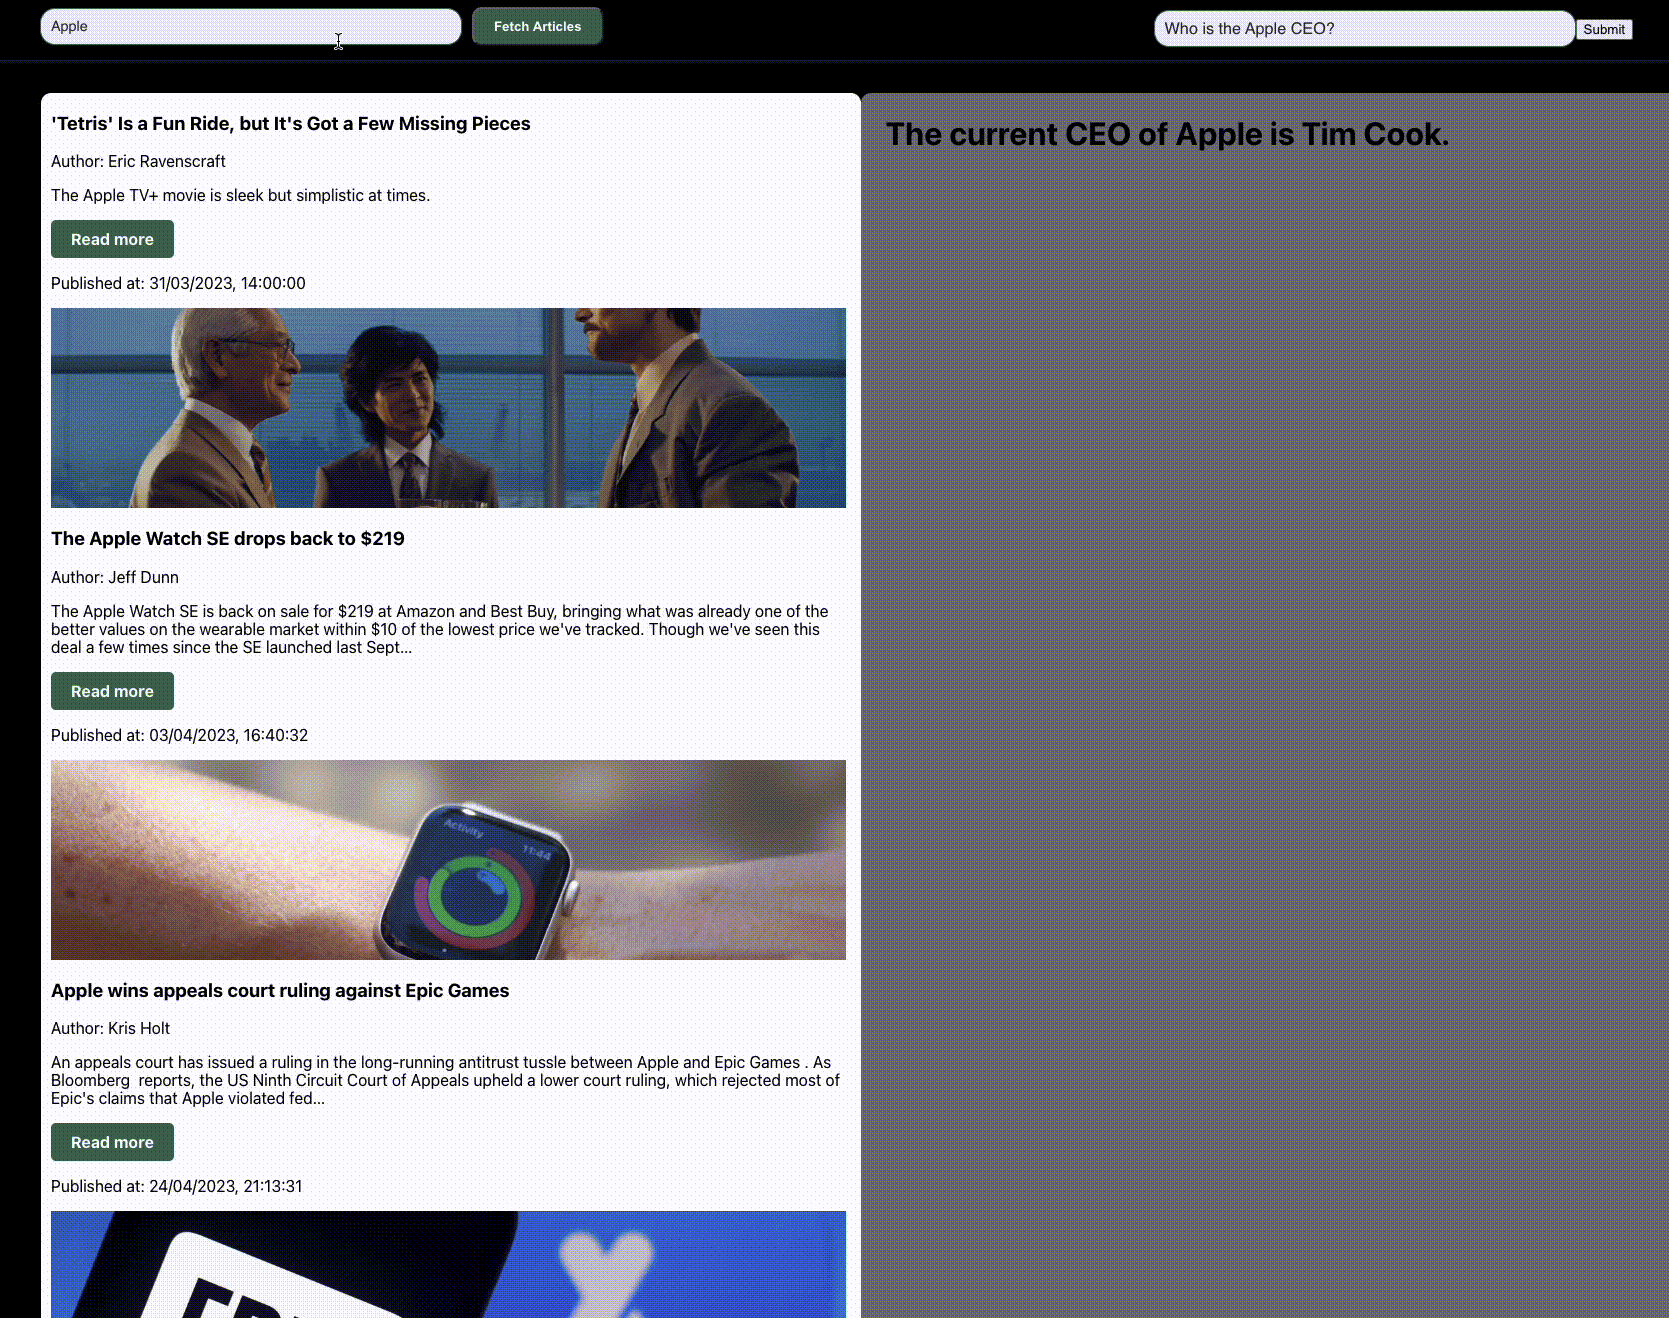 Apple
Fetch Articles
Who is the Apple CEO?
Submit
'Tetris' Is a Fun Ride, but It's Got a Few Missing Pieces
Author: Eric Ravenscraft
The Apple TV+ movie is sleek but simplistic at times.
Read more
Published at: 31/03/2023, 14:00:00
The Apple Watch SE drops back to $219
Author: Jeff Dunn
The Apple Watch SE is back on sale for $219 at Amazon and Best Buy, bringing what was already one of the
better values on the wearable market within $10 of the lowest price we've tracked. Though we've seen this
deal a few times since the SE launched last Sept...
Read more
Published at: 03/04/2023, 16:40:32
Activity
11:44
Apple wins appeals court ruling against Epic Games
Author: Kris Holt
An appeals court has issued a ruling in the long-running antitrust tussle between Apple and Epic Games . As
Bloomberg  reports, the US Ninth Circuit Court of Appeals upheld a lower court ruling, which rejected most of
Epic's claims that Apple violated fed...
Read more
Published at: 24/04/2023, 21:13:31
The current CEO of Apple is Tim Cook.